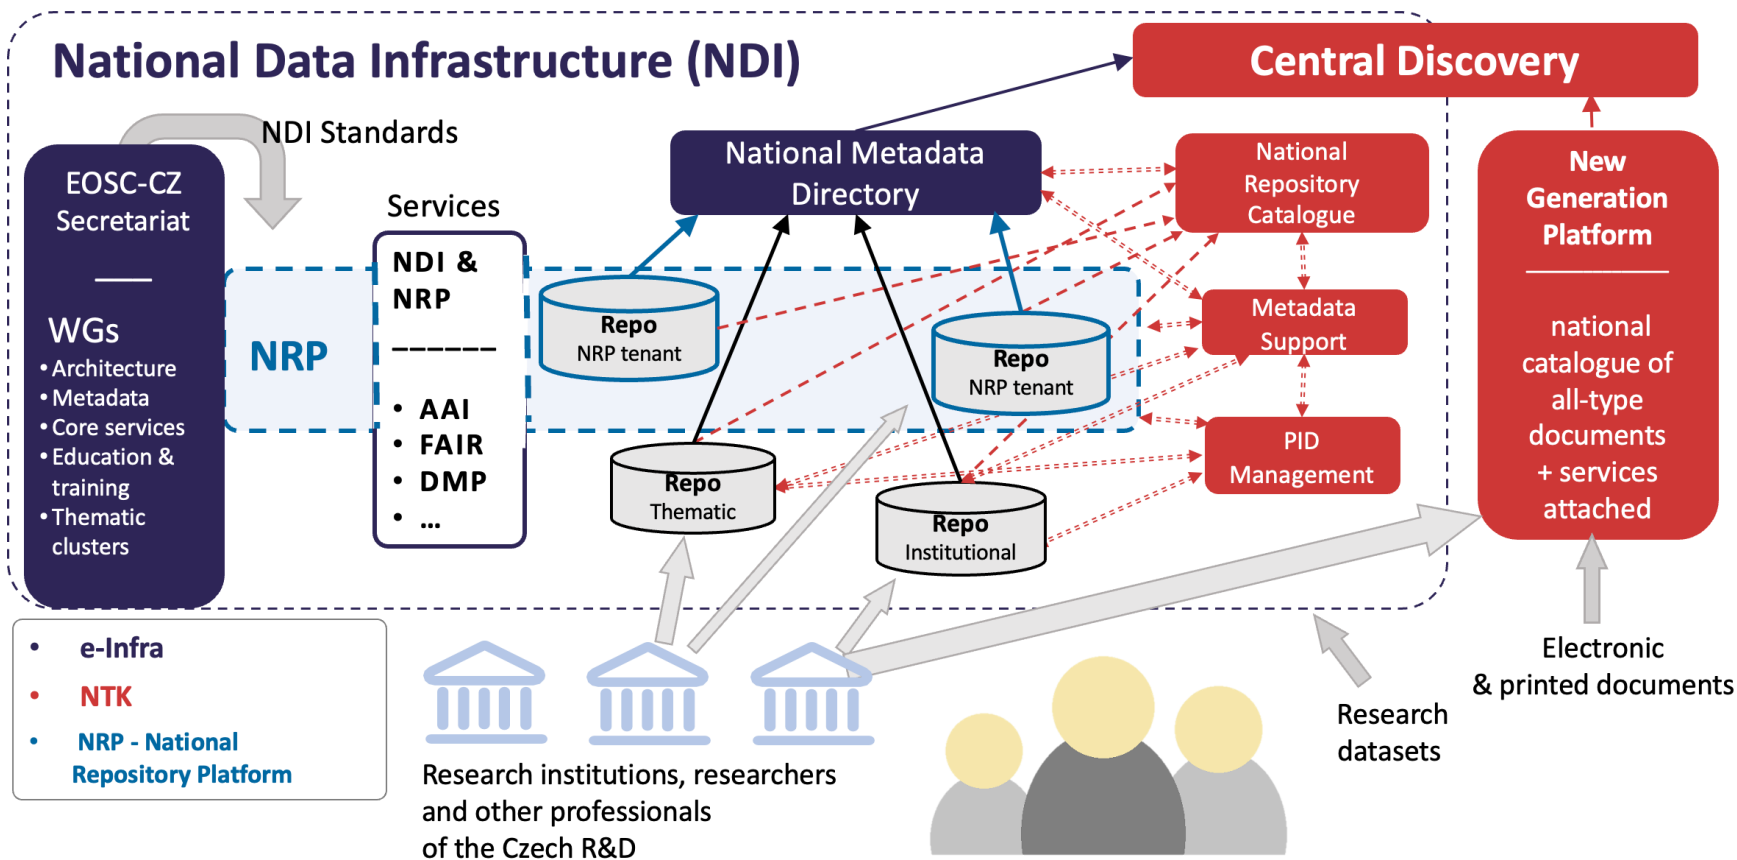 National Data Infrastructure (NDI)
Central Discovery
NDI Standards
EOSC-CZ
Secretariat
WGs
• Architecture
• Metadata
• Core services
• Education &
training
• Thematic
clusters
NRP
Services
NDI &
NRP
• AAI
• FAIR
• DMP
• ...
National Metadata
Directory
Repo
NRP tenant
Repo
NRP tenant
Repo
Thematic
Repo
Institutional
National
Repository
Catalogue
Metadata
Support
PID
Management
New
Generation
Platform
national
catalogue of
all-type
documents
+ services
attached
• e-Infra
• NTK
• NRP - National
Repository Platform
Research institutions, researchers
and other professionals
of the Czech R&D
Research
datasets
Electronic
& printed documents